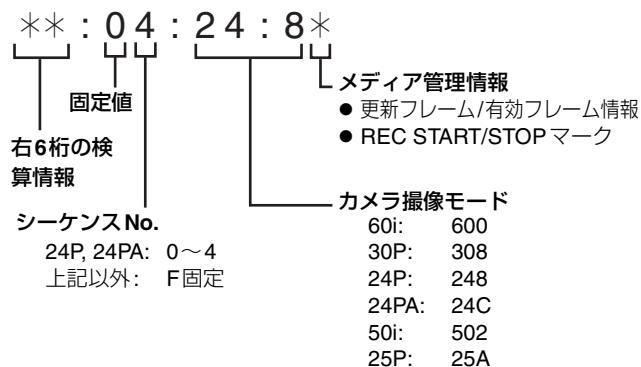 ＊＊：04：24：8＊
メディア管理情報
● 更新フレーム/有効フレーム情報
● REC START/STOP マーク
固定値
右6桁の検
算情報
シーケンスNo.
24P, 24PA: 0～4
上記以外: F固定
カメラ撮像モード
60i: 600
30P: 308
24P: 248
24PA: 24C
50i: 502
25P: 25A